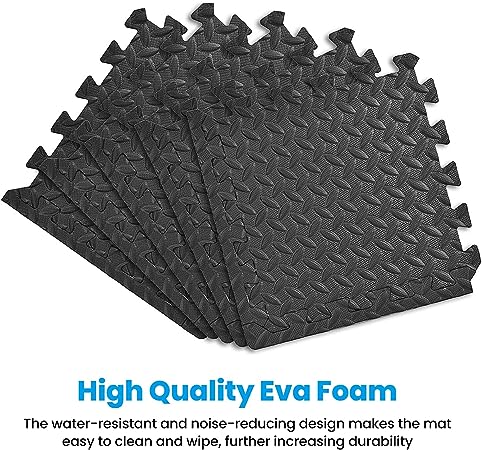 High Quality Eva Foam
The water-resistant and noise-reducing design makes the mat
easy to clean and wipe, further increasing durability